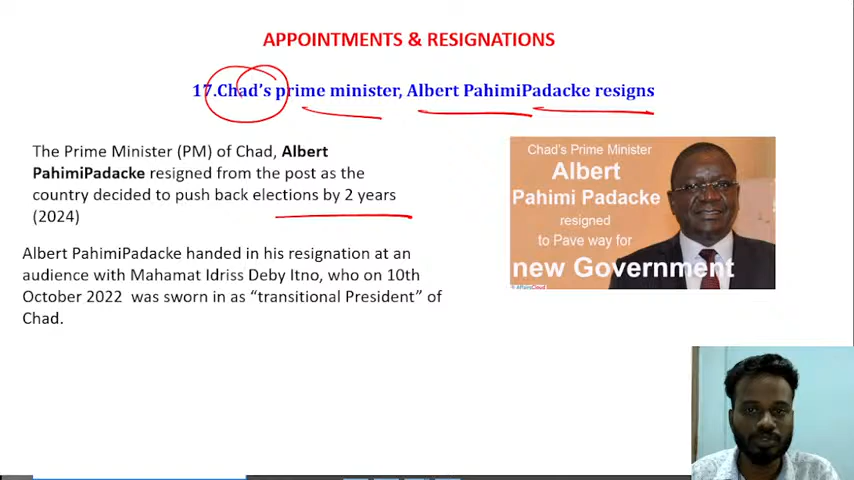 APPOINTMENTS & RESIGNATIONS
17.Chad's prime minister, Albert PahimiPadacke resigns
The Prime Minister (PM) of Chad, Albert
PahimiPadacke resigned from the post as the
country decided to push back elections by 2 years
(2024)
Albert PahimiPadacke handed in his resignation at an
audience with Mahamat Idriss Deby Itno, who on 10th
October 2022 was sworn in as “transitional President” of
Chad.
Chad's Prime Minister
Albert
Pahimi Padacke
resigned
to Pave way for
new Government
© AffairsCloud